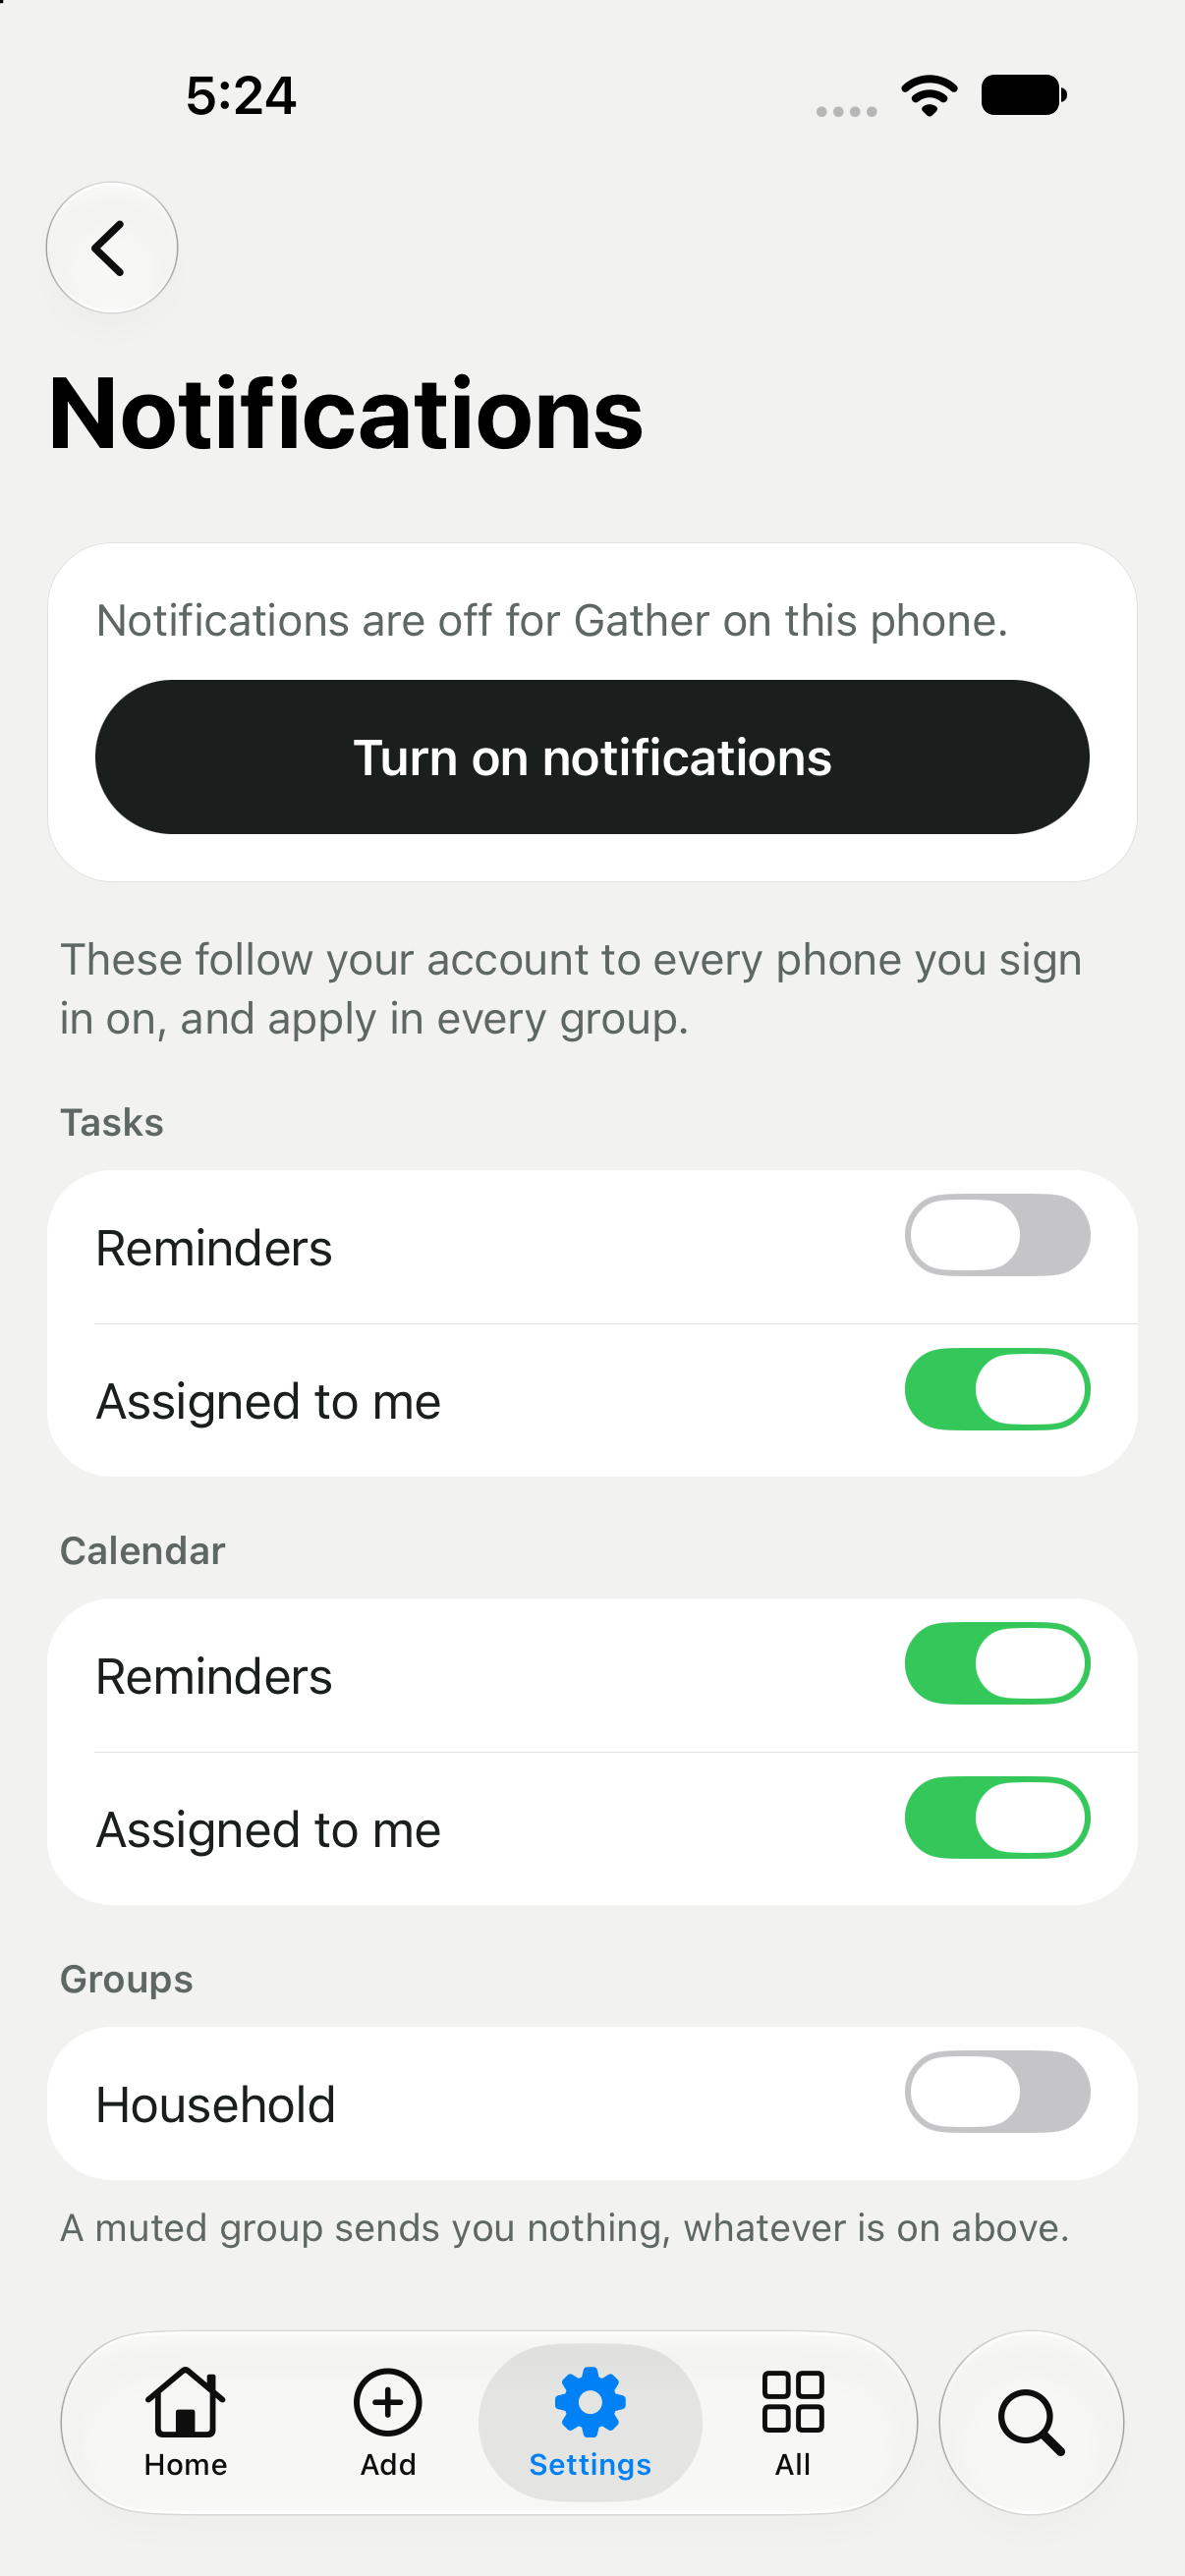 5:24
Notifications
Notifications are off for Gather on this phone.
Turn on notifications
These follow your account to every phone you sign
in on, and apply in every group.
Tasks
Reminders
Assigned to me
Calendar
Reminders
Assigned to me
Groups
Household
A muted group sends you nothing, whatever is on above.
Home
Add
Settings
All